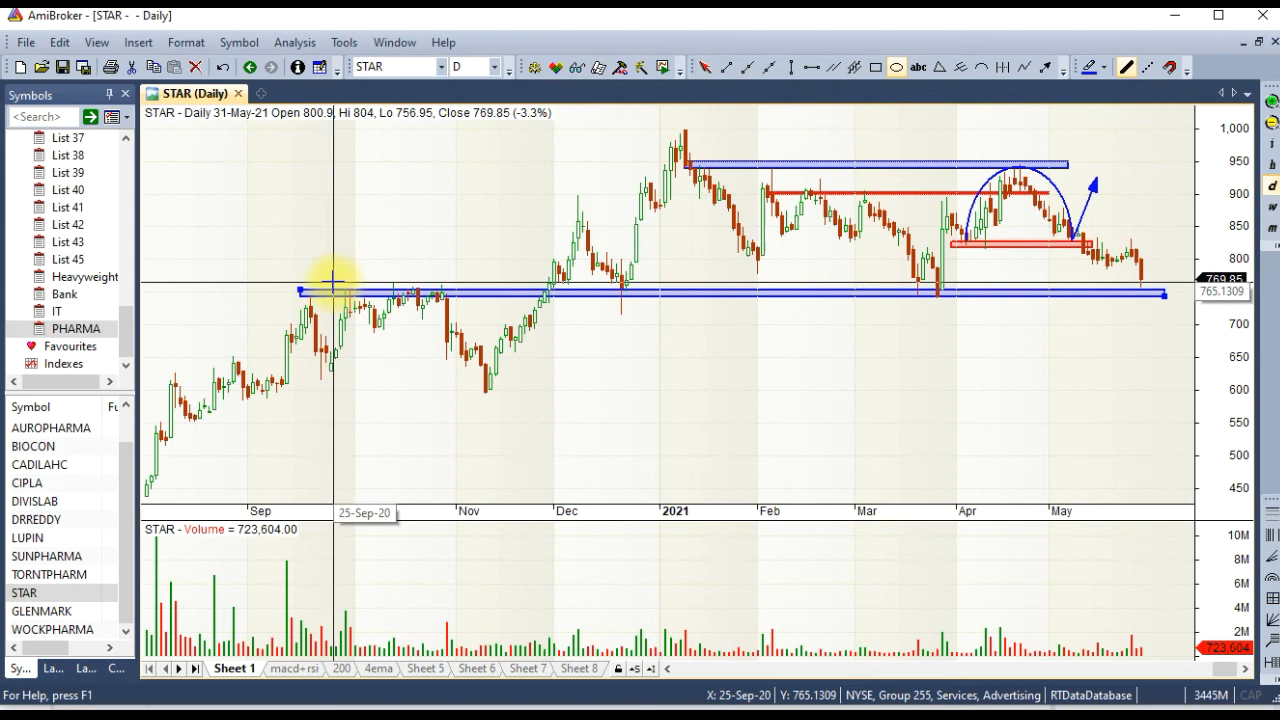 AmiBroker - [STAR -  - Daily]
File Edit View Insert Format Symbol Analysis Tools Window Help
STAR D abc
Symbols
STAR (Daily)
<Search>
STAR - Daily 31-May-21 Open 800.9, Hi 804, Lo 756.95, Close 769.85 (-3.3%)
List 37
List 38
List 39
List 40
List 41
List 42
List 43
List 45
Heavyweight
Bank
IT
PHARMA
Favourites
Indexes
Symbol Fu
AUROPHARMA
BIOCON
CADILAHC
CIPLA
DIVISLAB
DRREDDY
LUPIN
SUNPHARMA
TORNTPHARM
STAR
GLENMARK
WOCKPHARMA
1,000
950
900
850
800
769.85
765.1309
700
650
600
550
500
450
Sep Nov Dec 2021 Feb Mar Apr May
25-Sep-20
STAR - Volume = 723,604.00
10M
8M
6M
4M
2M
723,604
i
h
d
w
m
Sy... La... La... C...
Sheet 1 macd+rsi 200 4ema Sheet 5 Sheet 6 Sheet 7 Sheet 8
For Help, press F1
X: 25-Sep-20 Y: 765.1309 NYSE, Group 255, Services, Advertising RTDataDatabase 3445M CAP